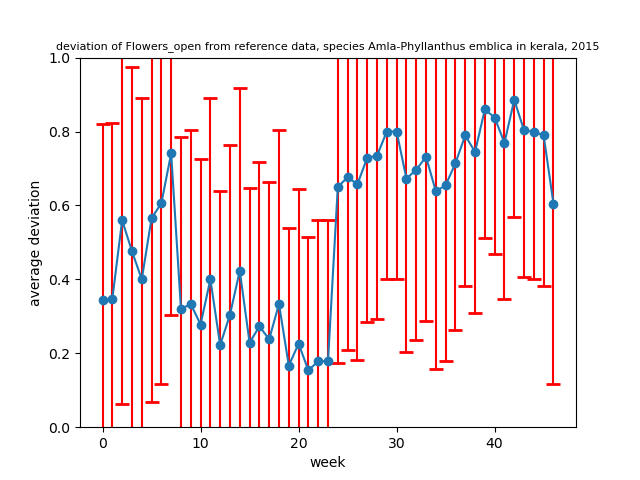 deviation of Flowers_open from reference data, species Amla-Phyllanthus emblica in kerala, 2015
1.0
0.8
0.6
0.4
0.2
0.0
average deviation
0 10 20 30 40
week